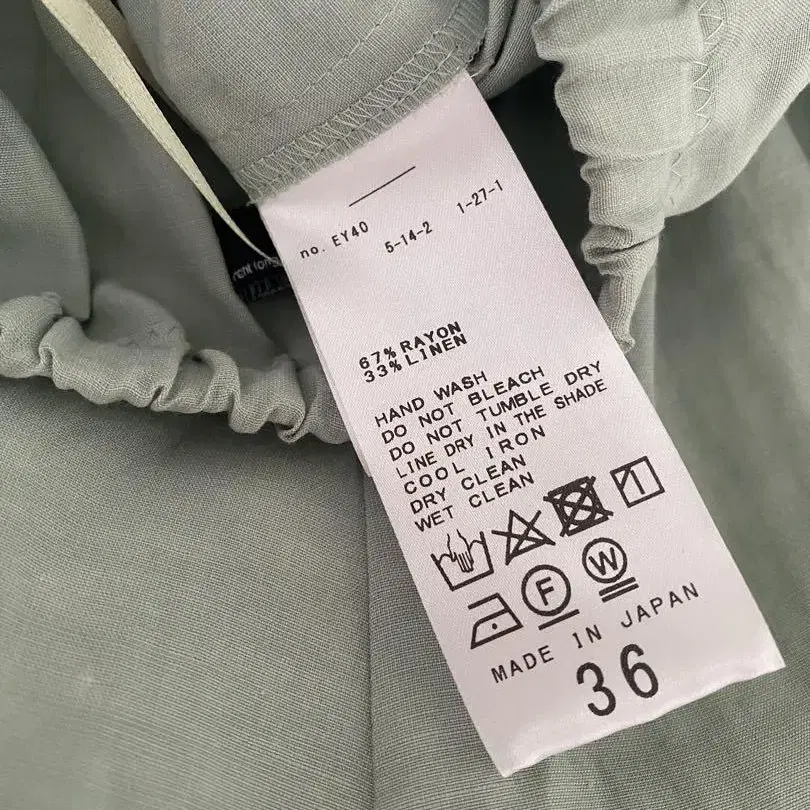 no. EY40
5-14-2
1-27-1
67% RAYON
33% LINEN
HAND WASH
DO NOT BLEACH
DO NOT TUMBLE DRY
LINE DRY IN THE SHADE
COOL IRON
DRY CLEAN
WET CLEAN
F
W
MADE IN JAPAN
36